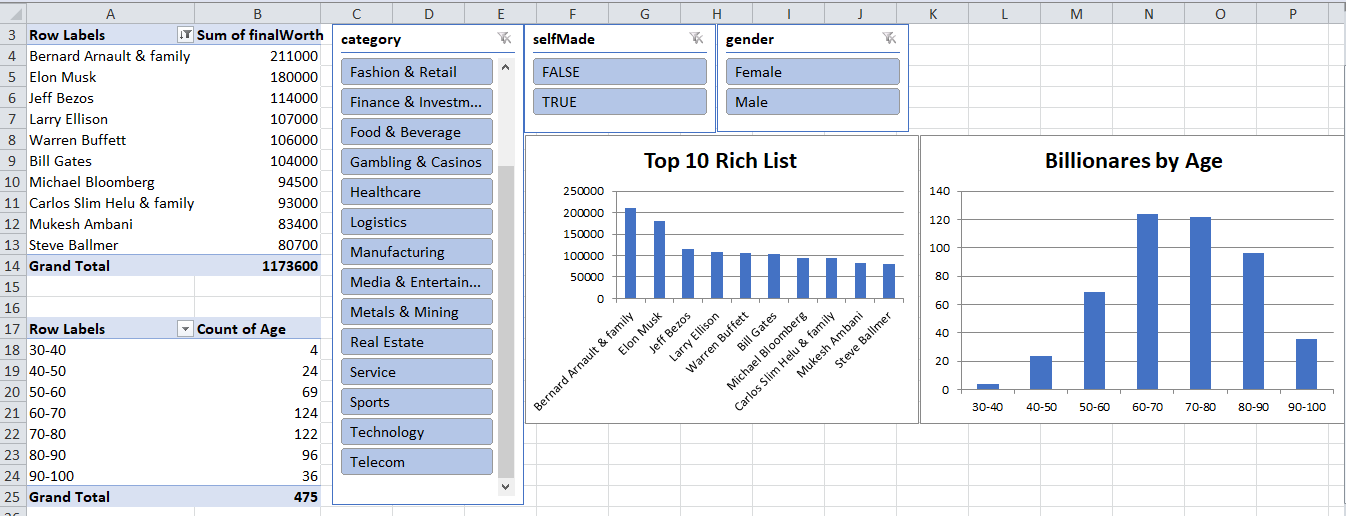 A B C D E F G H I J K L M N O P
3 Row Labels Sum of finalWorth
4 Bernard Arnault & family 211000
5 Elon Musk 180000
6 Jeff Bezos 114000
7 Larry Ellison 107000
8 Warren Buffett 106000
9 Bill Gates 104000
10 Michael Bloomberg 94500
11 Carlos Slim Helu & family 93000
12 Mukesh Ambani 83400
13 Steve Ballmer 80700
14 Grand Total 1173600
15
16
17 Row Labels Count of Age
18 30-40 4
19 40-50 24
20 50-60 69
21 60-70 124
22 70-80 122
23 80-90 96
24 90-100 36
25 Grand Total 475
category
Fashion & Retail
Finance & Investm...
Food & Beverage
Gambling & Casinos
Healthcare
Logistics
Manufacturing
Media & Entertain...
Metals & Mining
Real Estate
Service
Sports
Technology
Telecom
selfMade
FALSE
TRUE
gender
Female
Male
Top 10 Rich List
250000
200000
150000
100000
50000
0
Bernard Arnault & family
Elon Musk
Jeff Bezos
Larry Ellison
Warren Buffett
Bill Gates
Michael Bloomberg
Carlos Slim Helu & family
Mukesh Ambani
Steve Ballmer
Billionares by Age
140
120
100
80
60
40
20
0
30-40 40-50 50-60 60-70 70-80 80-90 90-100